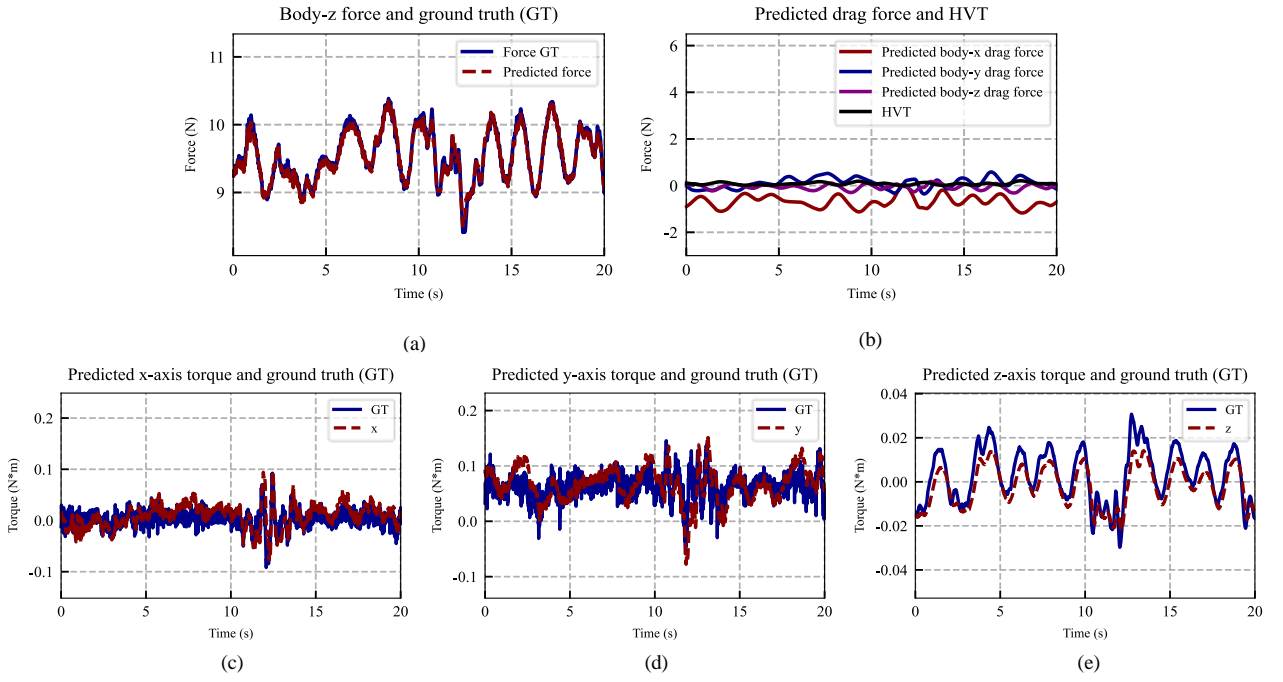 Body-z force and ground truth (GT)
Force GT
Predicted force
Force (N)
11
10
9
0
5
10
15
20
Time (s)
(a)
Predicted drag force and HVT
Predicted body-x drag force
Predicted body-y drag force
Predicted body-z drag force
HVT
Force (N)
6
4
2
0
-2
0
5
10
15
20
Time (s)
(b)
Predicted x-axis torque and ground truth (GT)
GT
x
Torque (N*m)
0.2
0.1
0.0
-0.1
0
5
10
15
20
Time (s)
(c)
Predicted y-axis torque and ground truth (GT)
GT
y
Torque (N*m)
0.2
0.1
0.0
-0.1
0
5
10
15
20
Time (s)
(d)
Predicted z-axis torque and ground truth (GT)
GT
z
Torque (N*m)
0.04
0.02
0.00
-0.02
-0.04
0
5
10
15
20
Time (s)
(e)